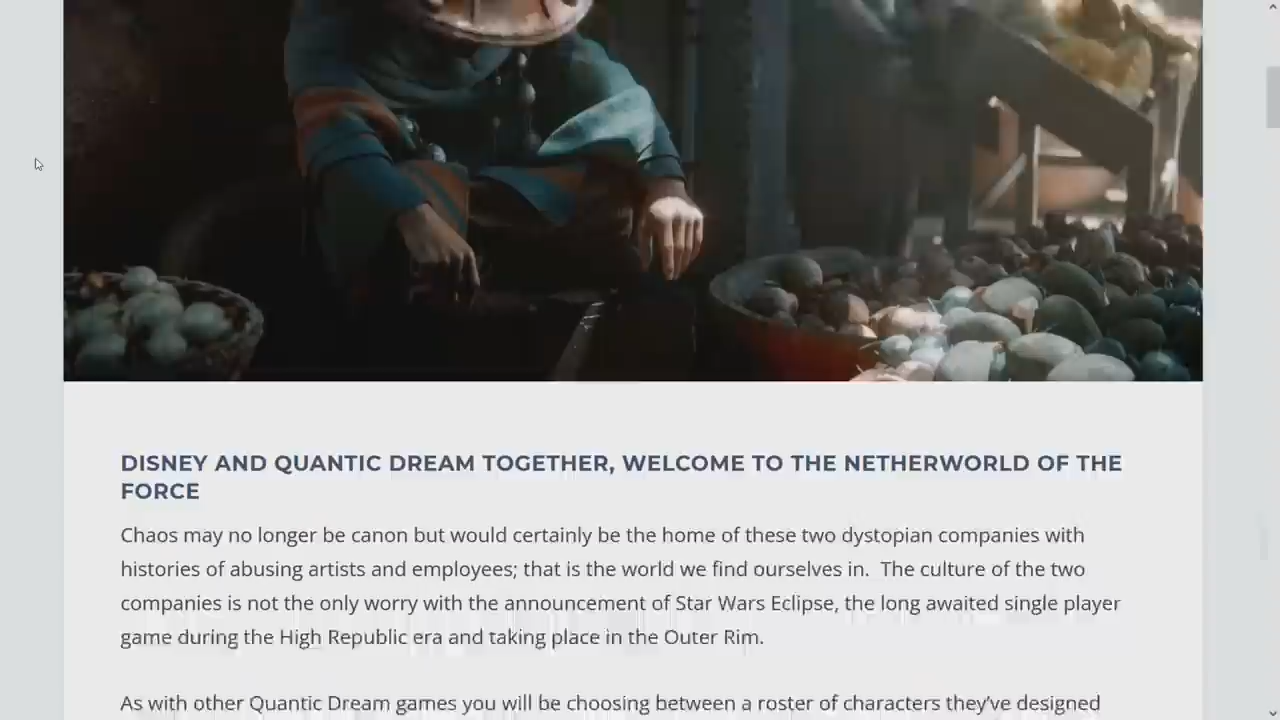 DISNEY AND QUANTIC DREAM TOGETHER, WELCOME TO THE NETHERWORLD OF THE
FORCE
Chaos may no longer be canon but would certainly be the home of these two dystopian companies with
histories of abusing artists and employees; that is the world we find ourselves in.  The culture of the two
companies is not the only worry with the announcement of Star Wars Eclipse, the long awaited single player
game during the High Republic era and taking place in the Outer Rim.
As with other Quantic Dream games you will be choosing between a roster of characters they’ve designed